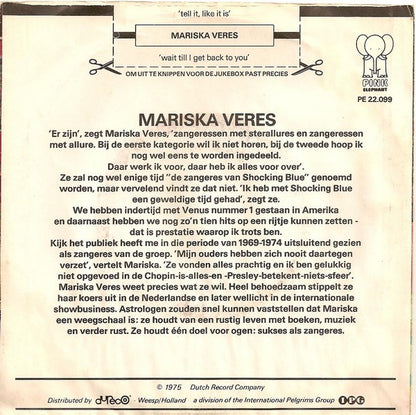 'tell it, like it is'
MARISKA VERES
'wait till I get back to you'
OM UIT TE KNIPPEN VOOR DE JUKEBOX PAST PRECIES
PINK
ELEPHANT
PE 22.099
MARISKA VERES
'Er zijn', zegt Mariska Veres, 'zangeressen met sterallures en zangeressen
met allure. Bij de eerste kategorie wil ik niet horen, bij de tweede hoop ik
nog wel eens te worden ingedeeld.
Daar werk ik voor, daar heb ik alles voor over'.
Ze zal nog wel enige tijd "de zangeres van Shocking Blue" genoemd
worden, maar vervelend vindt ze dat niet. 'Ik heb met Shocking Blue
een geweldige tijd gehad', zegt ze.
We hebben indertijd met Venus nummer 1 gestaan in Amerika
en daarnaast hebben we nog zo'n tien hits op een rijtje kunnen zetten -
dat is prestatie waarop ik trots ben.
Kijk het publiek heeft me in die periode van 1969-1974 uitsluitend gezien
als zangeres van de groep. 'Mijn ouders hebben zich nooit daartegen
verzet', vertelt Mariska. 'Ze vonden alles prachtig en ik ben gelukkig
niet opgevoed in de Chopin-is-alles-en -Presley-betekent-niets-sfeer'.
Mariska Veres weet precies wat ze wil. Heel behoedzaam stippelt ze
haar koers uit in de Nederlandse en later wellicht in de internationale
showbusiness. Astrologen zouden snel kunnen vaststellen dat Mariska
een weegschaal is: ze houdt van een rustig leven met boeken, muziek
en verder rust. Ze houdt één doel voor ogen: sukses als zangeres.
© 1975 Dutch Record Company
Distributed by dureco - Weesp/Holland a division of the International Pelgrims Group IPG